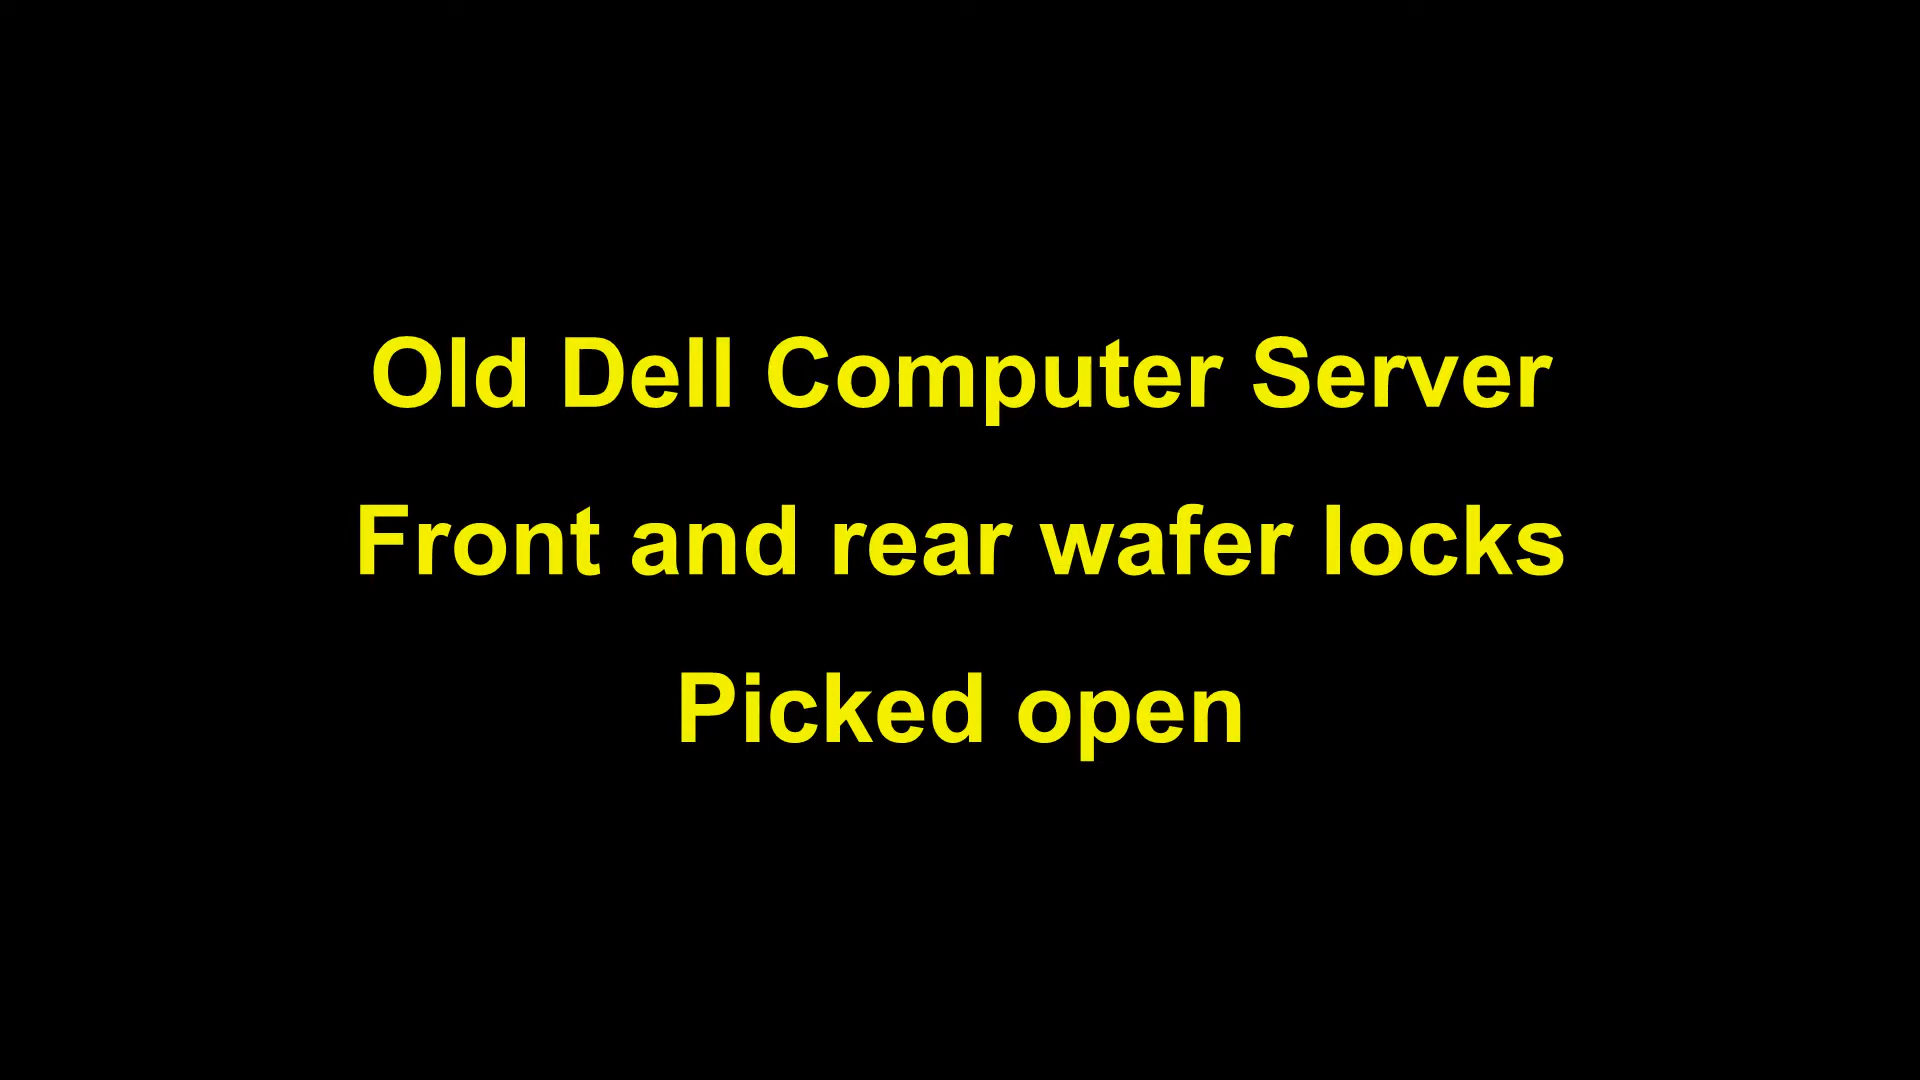 Old Dell Computer Server
Front and rear wafer locks
Picked open